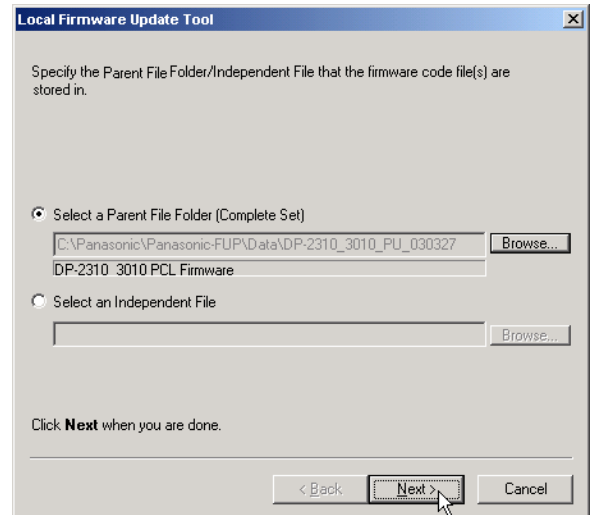 Local Firmware Update Tool
Specify the Parent File Folder/Independent File that the firmware code file(s) are
stored in.
Select a Parent File Folder (Complete Set)
C:\Panasonic\Panasonic-FUP\Data\DP-2310_3010_PU_030327 Browse...
DP-2310 3010 PCL Firmware
Select an Independent File
Browse...
Click Next when you are done.
< Back Next > Cancel